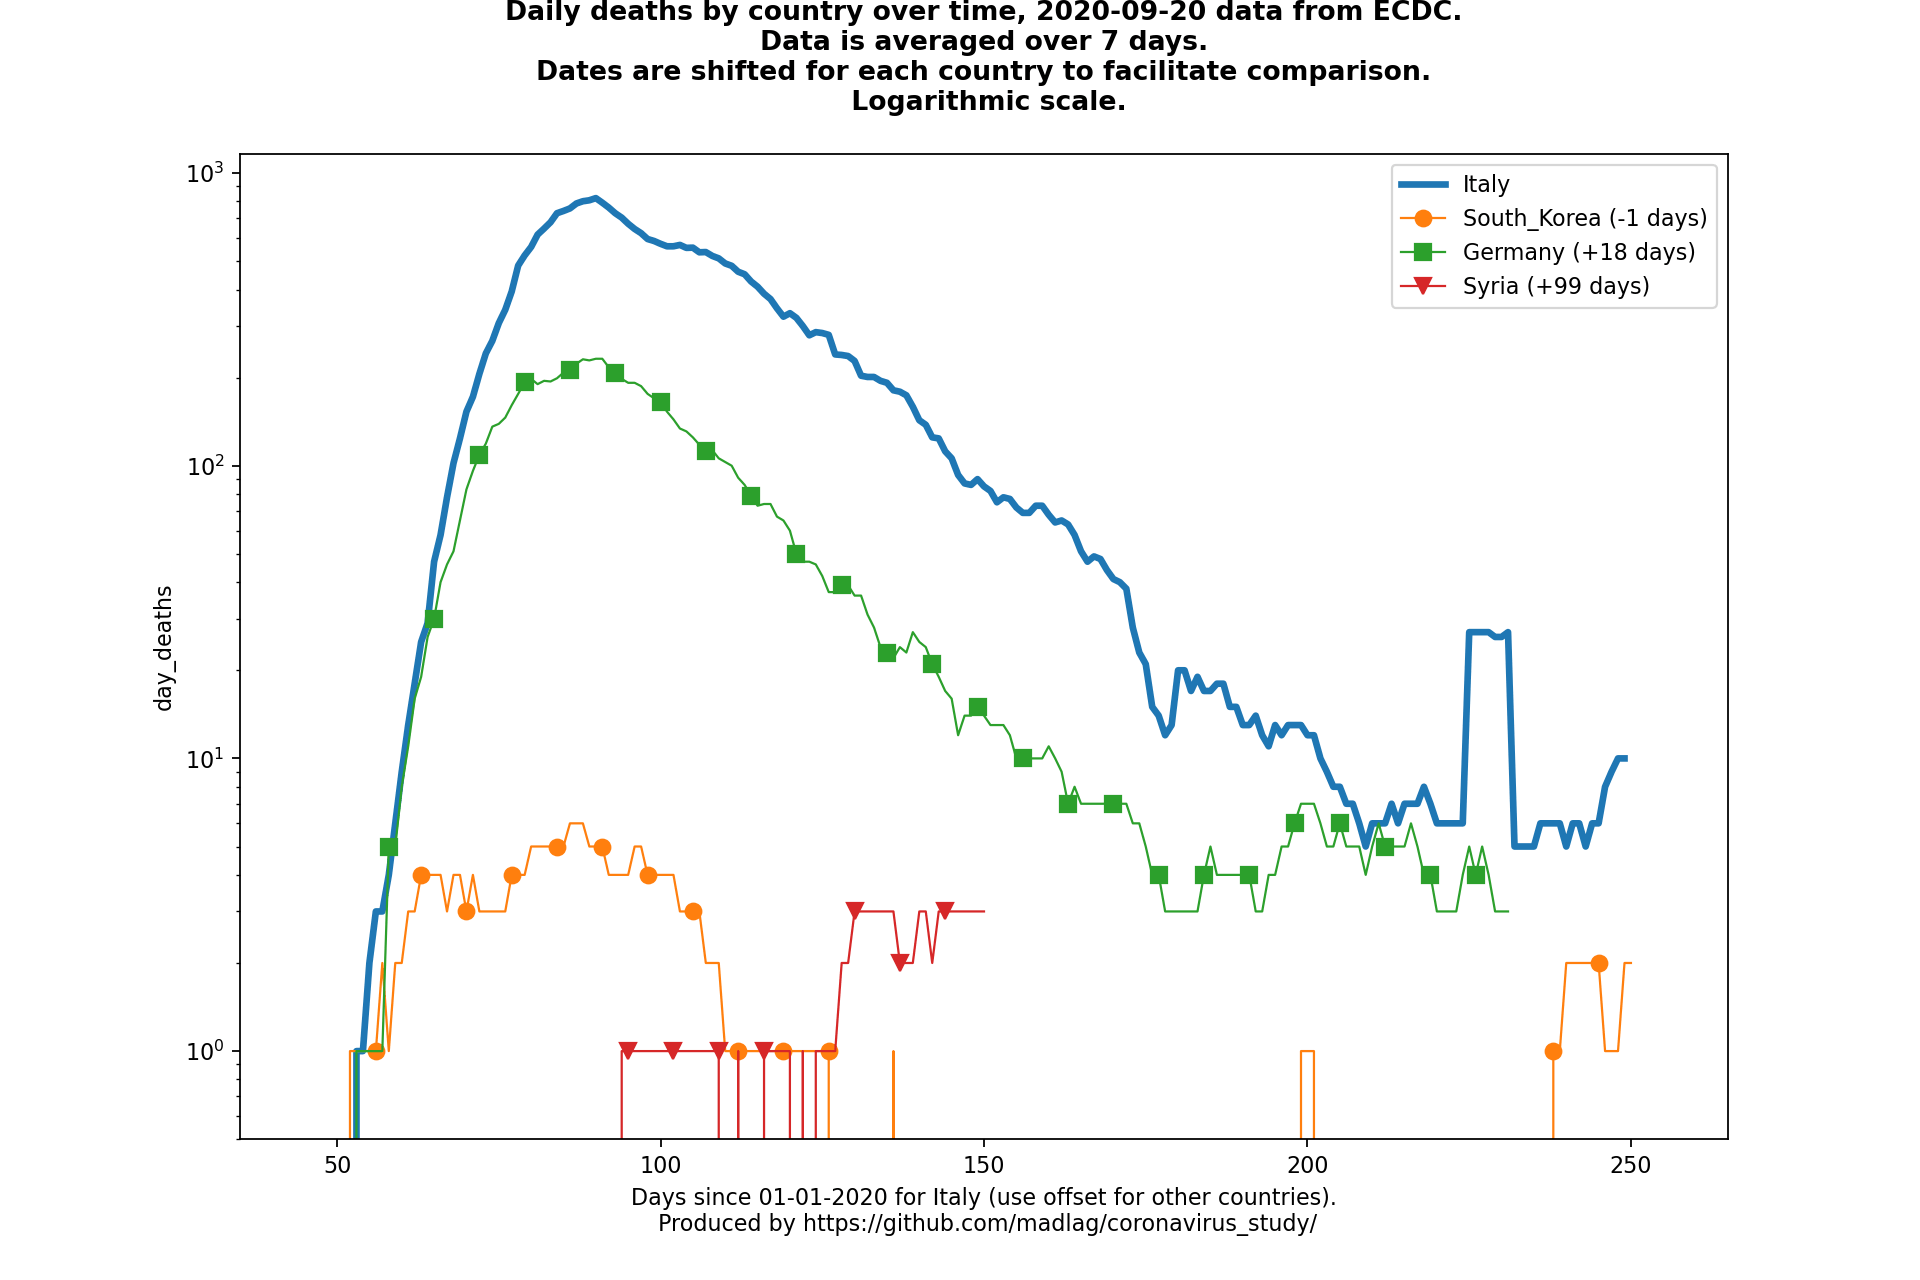 Daily deaths by country over time, 2020-09-20 data from ECDC.
Data is averaged over 7 days.
Dates are shifted for each country to facilitate comparison.
Logarithmic scale.
10³
10²
10¹
10⁰
day_deaths
Italy
South_Korea (-1 days)
Germany (+18 days)
Syria (+99 days)
50 100 150 200 250
Days since 01-01-2020 for Italy (use offset for other countries).
Produced by https://github.com/madlag/coronavirus_study/